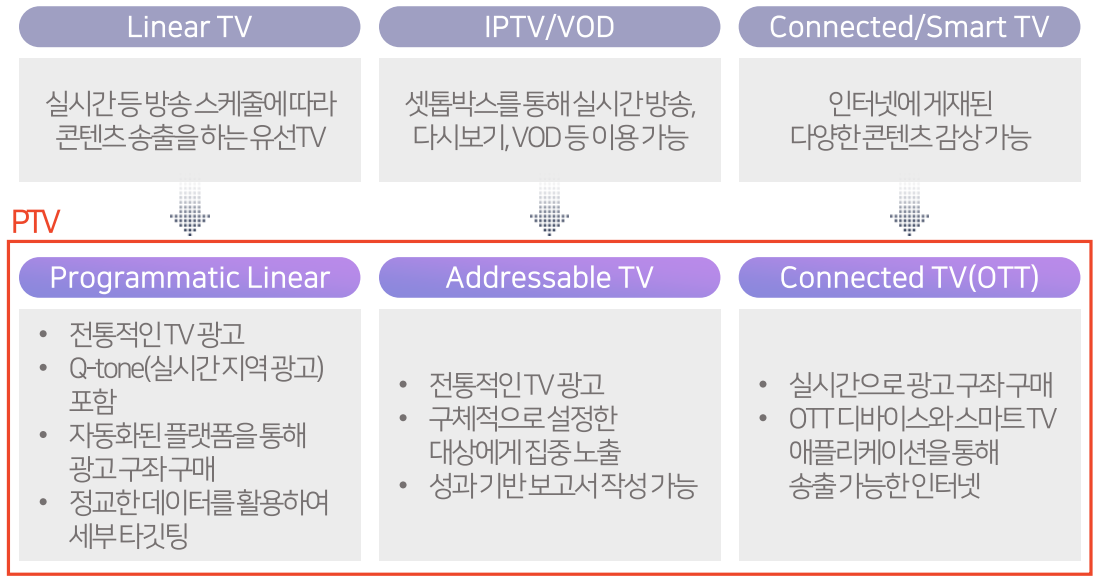 Linear TV
IPTV/VOD
Connected/Smart TV
실시간 등 방송 스케줄에 따라
콘텐츠 송출을 하는 유선TV
셋톱박스를 통해 실시간 방송,
다시보기, VOD 등 이용 가능
인터넷에 게재된
다양한 콘텐츠 감상 가능
PTV
Programmatic Linear
Addressable TV
Connected TV(OTT)
• 전통적인 TV 광고
• Q-tone(실시간 지역 광고)
포함
• 자동화된 플랫폼을 통해
광고 구좌 구매
• 정교한 데이터를 활용하여
세부 타깃팅
• 전통적인 TV 광고
• 구체적으로 설정한
대상에게 집중 노출
• 성과 기반 보고서 작성 가능
• 실시간으로 광고 구좌 구매
• OTT 디바이스와 스마트 TV
애플리케이션을 통해
송출 가능한 인터넷